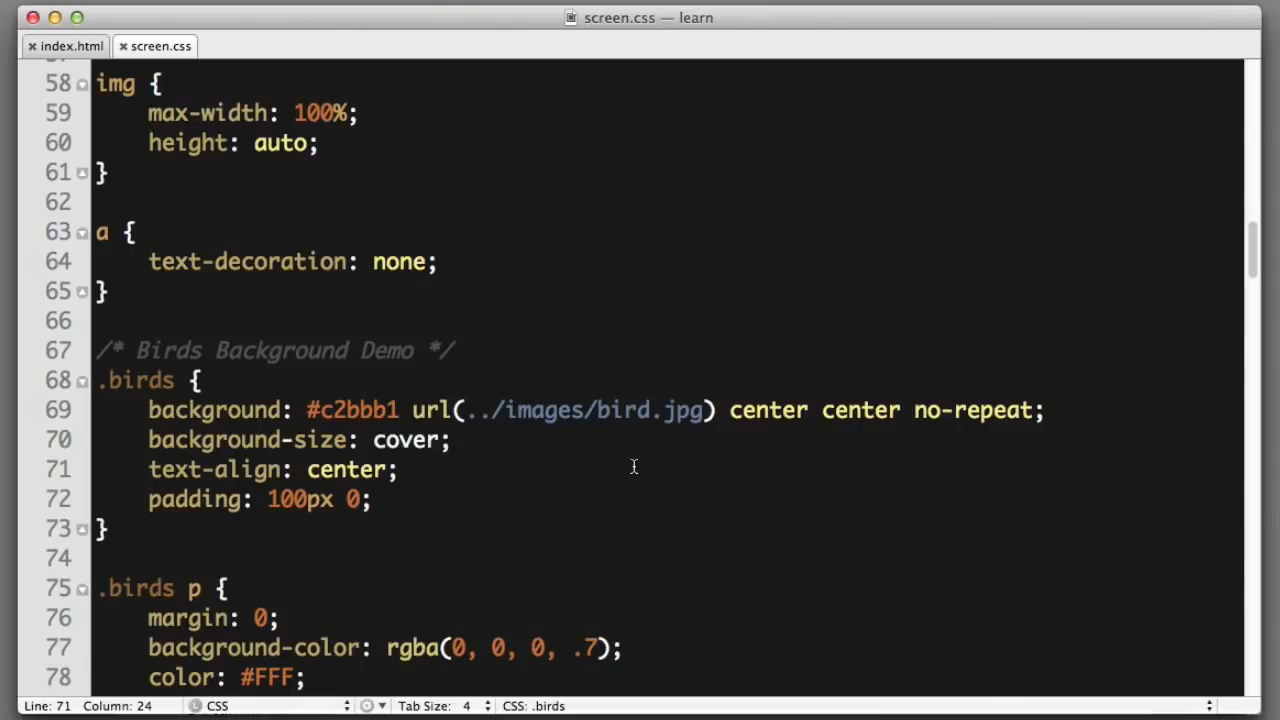 screen.css — learn
index.html
screen.css
58 img {
59 max-width: 100%;
60 height: auto;
61 }
62
63 a {
64 text-decoration: none;
65 }
66
67 /* Birds Background Demo */
68 .birds {
69 background: #c2bbb1 url(../images/bird.jpg) center center no-repeat;
70 background-size: cover;
71 text-align: center;
72 padding: 100px 0;
73 }
74
75 .birds p {
76 margin: 0;
77 background-color: rgba(0, 0, 0, .7);
78 color: #FFF;
Line: 71 Column: 24 CSS Tab Size: 4 CSS: .birds